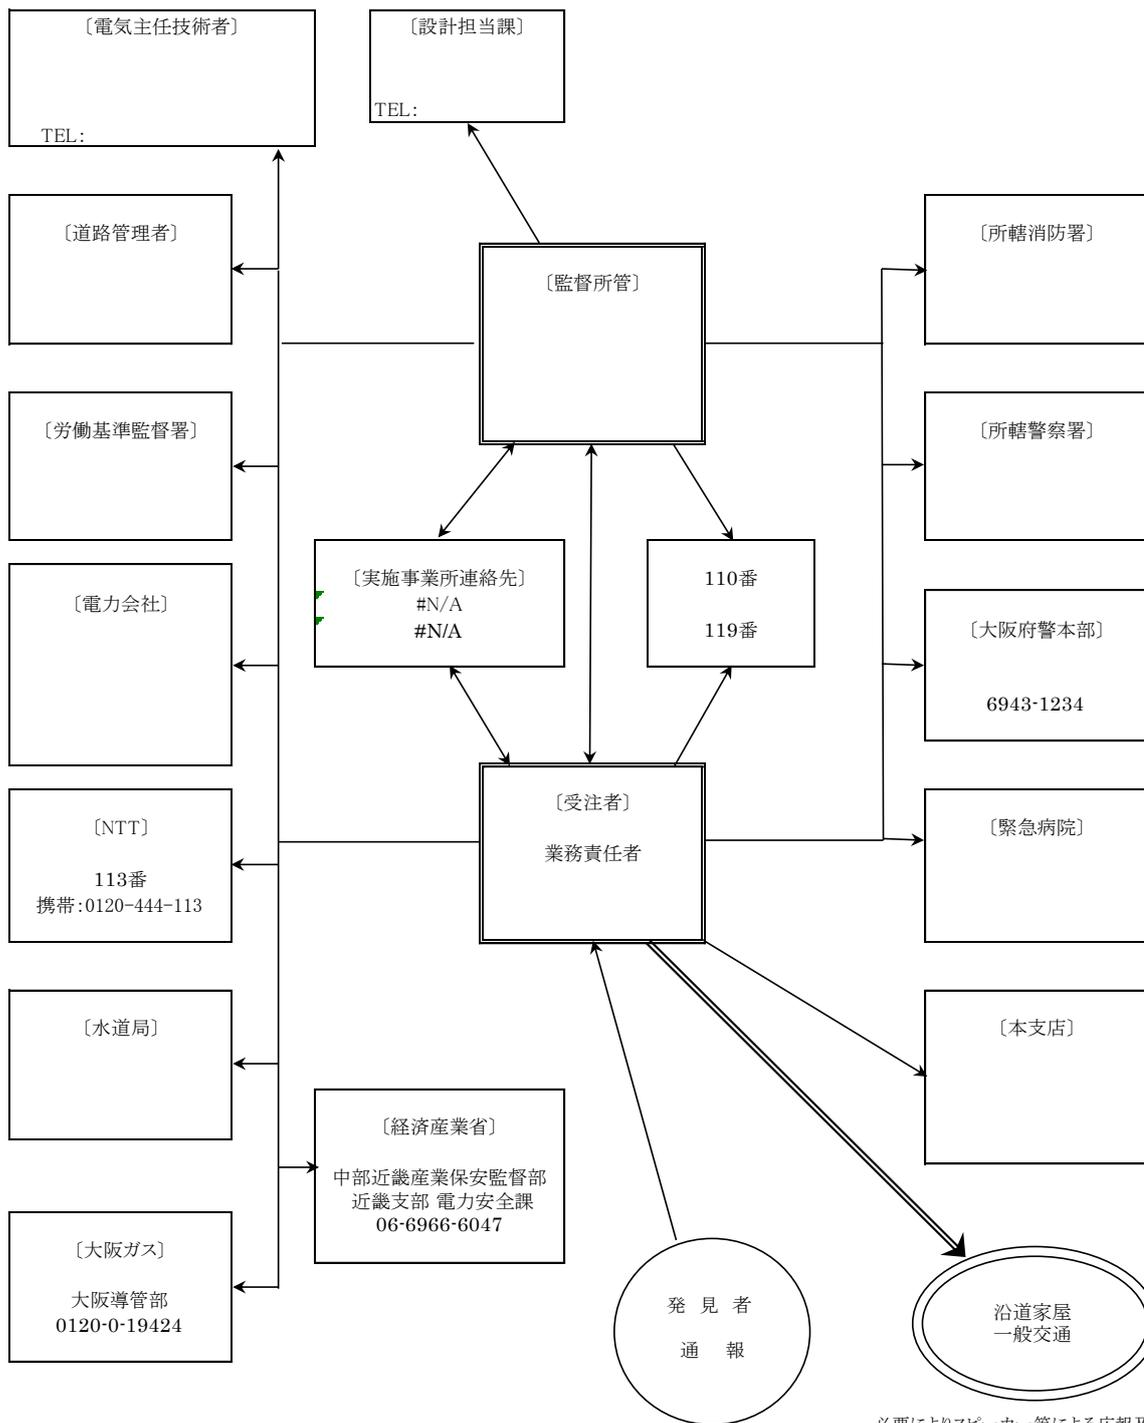 〔電気主任技術者〕
TEL:
〔設計担当課〕
TEL:
〔道路管理者〕
〔監督所管〕
〔所轄消防署〕
〔労働基準監督署〕
〔所轄警察署〕
〔電力会社〕
〔実施事業所連絡先〕
#N/A
#N/A
110番
119番
〔大阪府警本部〕
6943-1234
〔NTT〕
113番
携帯:0120-444-113
〔受注者〕
業務責任者
〔緊急病院〕
〔水道局〕
〔本支店〕
〔経済産業省〕
中部近畿産業保安監督部
近畿支部 電力安全課
06-6966-6047
〔大阪ガス〕
大阪導管部
0120-0-19424
発 見 者
通 報
沿道家屋
一般交通